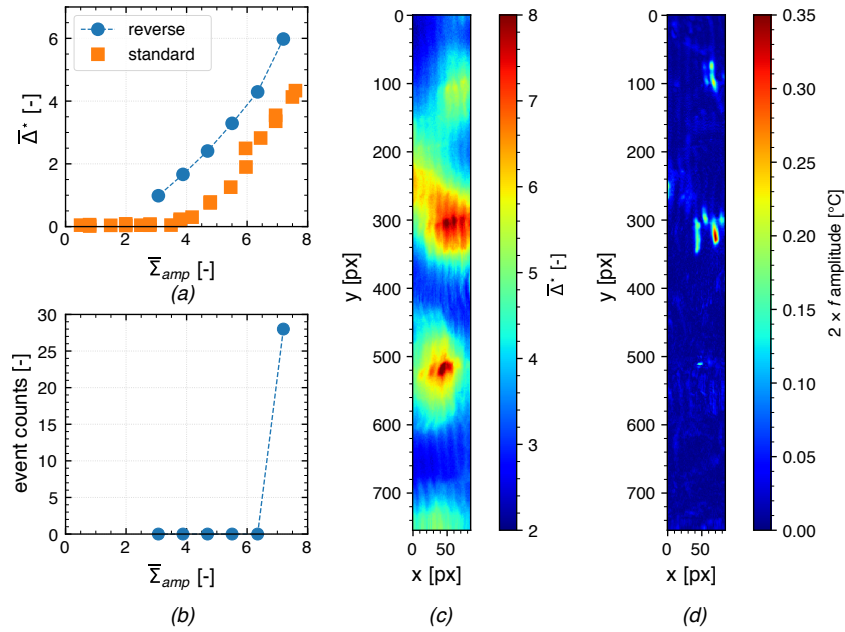 reverse
standard
6
4
2
0
Δ̅* [-]
0 2 4 6 8
Σ̅amp [-]
(a)
30
25
20
15
10
5
0
event counts [-]
0 2 4 6 8
Σ̅amp [-]
(b)
0
100
200
300
400
500
600
700
y [px]
0 50
x [px]
(c)
8
7
6
5
4
3
2
Δ̅* [-]
0
100
200
300
400
500
600
700
y [px]
0 50
x [px]
(d)
0.35
0.30
0.25
0.20
0.15
0.10
0.05
0.00
2 × f amplitude [°C]